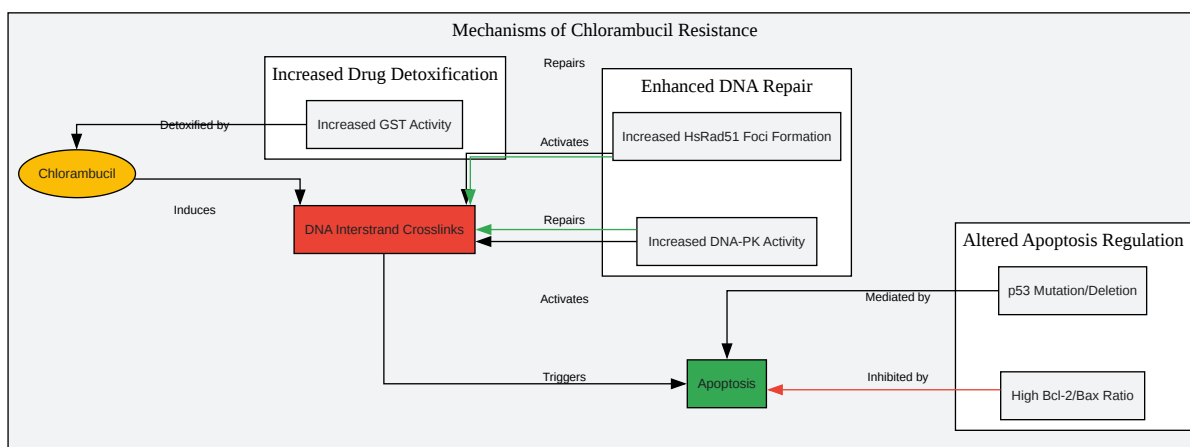 Mechanisms of Chlorambucil Resistance
Increased Drug Detoxification
Repairs
Enhanced DNA Repair
Increased GST Activity
Detoxified by
Increased HsRad51 Foci Formation
Activates
Chlorambucil
Induces
DNA Interstrand Crosslinks
Repairs
Increased DNA-PK Activity
Altered Apoptosis Regulation
p53 Mutation/Deletion
Mediated by
Activates
Triggers
Apoptosis
Inhibited by
High Bcl-2/Bax Ratio